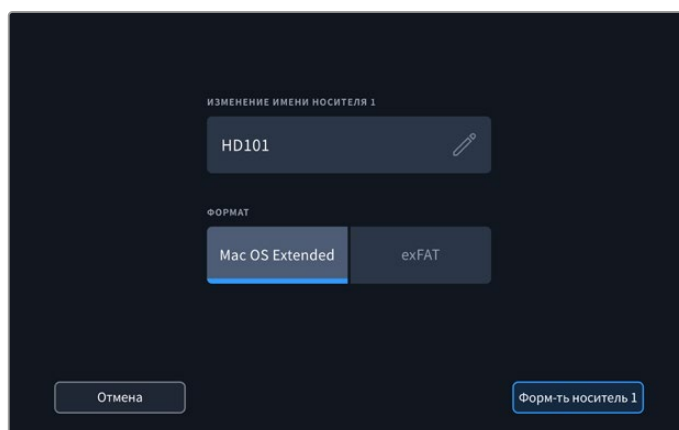 ИЗМЕНЕНИЕ ИМЕНИ НОСИТЕЛЯ 1
HD101
ФОРМАТ
Mac OS Extended
exFAT
Отмена
Форм-ть носитель 1